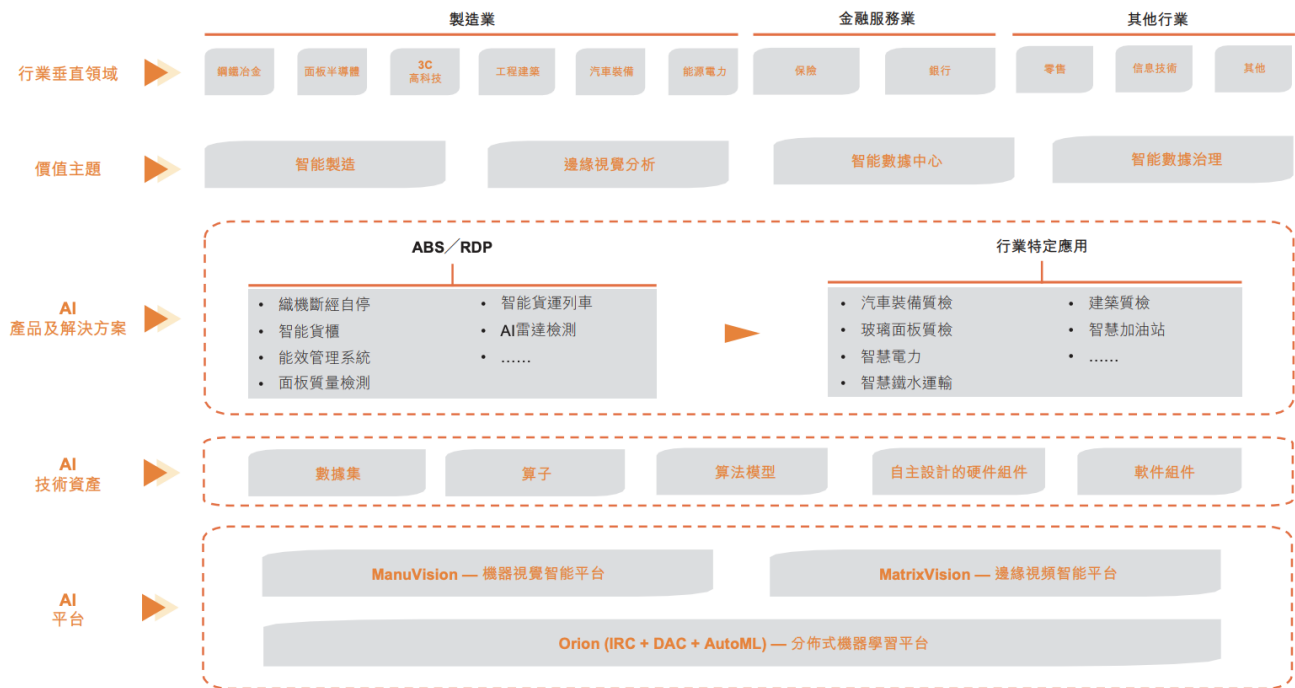 製造業
金融服務業
其他行業
行業垂直領域
鋼鐵冶金
面板半導體
3C
高科技
工程建築
汽車裝備
能源電力
保險
銀行
零售
信息技術
其他
價值主題
智能製造
邊緣視覺分析
智能數據中心
智能數據治理
AI
產品及解決方案
ABS／RDP
• 織機斷經自停
• 智能貨櫃
• 能效管理系統
• 面板質量檢測
• 智能貨運列車
• AI雷達檢測
• ……
行業特定應用
• 汽車裝備質檢
• 玻璃面板質檢
• 智慧電力
• 智慧鐵水運輸
• 建築質檢
• 智慧加油站
• ……
AI
技術資產
數據集
算子
算法模型
自主設計的硬件組件
軟件組件
AI
平台
ManuVision — 機器視覺智能平台
MatrixVision — 邊緣視頻智能平台
Orion (IRC + DAC + AutoML) — 分佈式機器學習平台